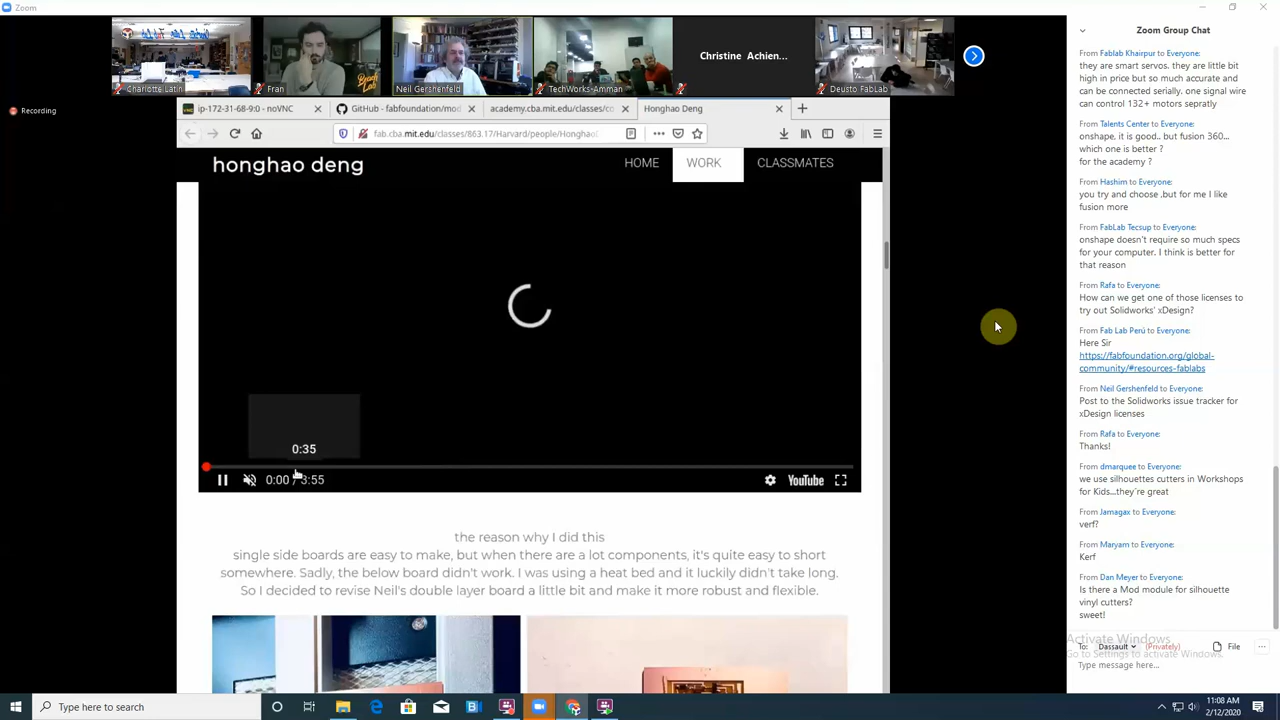 Zoom
Charlotte Latin
Fran
Neil Gershenfeld
TechWorks-Amman
Christine Achien...
Deusto FabLab
Recording
ip-172-31-68-9:0 - noVNC
GitHub - fabfoundation/mod
academy.cba.mit.edu/classes/co
Honghao Deng
fab.cba.mit.edu/classes/863.17/Harvard/people/Hongha
honghao deng
HOME
WORK
CLASSMATES
0:35
0:00 / 3:55
YouTube
the reason why I did this
single side boards are easy to make, but when there are a lot components, it's quite easy to short
somewhere. Sadly, the below board didn't work. I was using a heat bed and it luckily didn't take long.
So I decided to revise Neil's double layer board a little bit and make it more robust and flexible.
Zoom Group Chat
From Fablab Khairpur to Everyone:
they are smart servos. they are little bit
high in price but so much accurate and
can be connected serially. one signal wire
can control 132+ motors sepratly
From Talents Center to Everyone:
onshape, it is good.. but fusion 360...
which one is better ?
for the academy ?
From Hashim to Everyone:
you try and choose ,but for me I like
fusion more
From FabLab Tecsup to Everyone:
onshape doesn't require so much specs
for your computer. I think is better for
that reason
From Rafa to Everyone:
How can we get one of those licenses to
try out Solidworks' xDesign?
From Fab Lab Perú to Everyone:
Here Sir
https://fabfoundation.org/global-
community/#resources-fablabs
From Neil Gershenfeld to Everyone:
Post to the Solidworks issue tracker for
xDesign licenses
From Rafa to Everyone:
Thanks!
From dmarquee to Everyone:
we use silhouettes cutters in Workshops
for Kids...they´re great
From Jamagax to Everyone:
verf?
From Maryam to Everyone:
Kerf
From Dan Meyer to Everyone:
Is there a Mod module for silhouette
vinyl cutters?
sweet!
Activate Windows
Go to Settings to activate Windows.
To: Dassault (Privately)
File
Type message here...
Type here to search
11:08 AM
2/12/2020